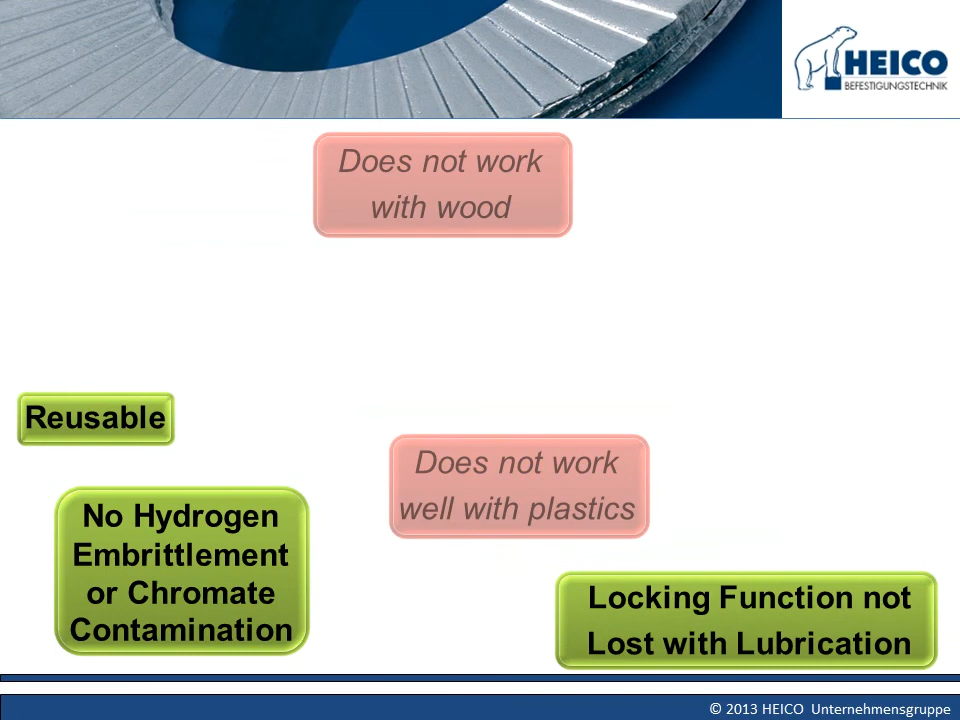 HEICO
BEFESTIGUNGSTECHNIK
Does not work
with wood
Reusable
Does not work
well with plastics
No Hydrogen
Embrittlement
or Chromate
Contamination
Locking Function not
Lost with Lubrication
© 2013 HEICO Unternehmensgruppe